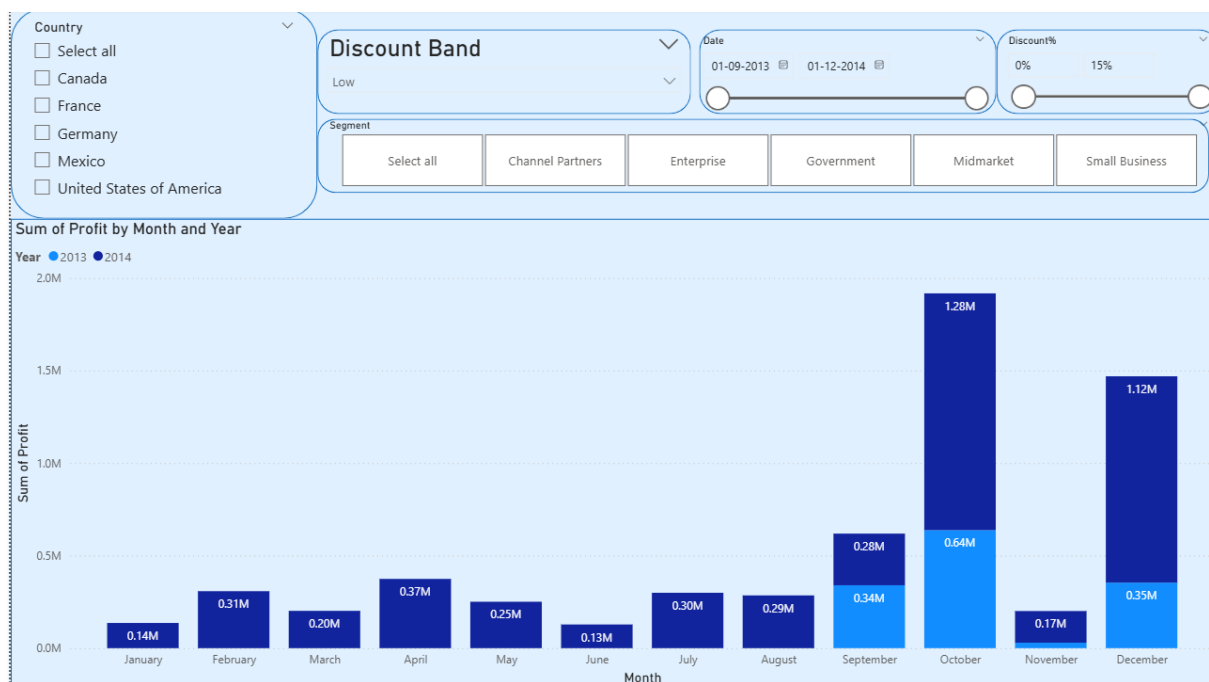 Country
Select all
Canada
France
Germany
Mexico
United States of America
Discount Band
Low
Date
01-09-2013 01-12-2014
Discount%
0% 15%
Segment
Select all Channel Partners Enterprise Government Midmarket Small Business
Sum of Profit by Month and Year
Year 2013 2014
2.0M
1.5M
1.0M
0.5M
0.0M
Sum of Profit
0.14M
0.31M
0.20M
0.37M
0.25M
0.13M
0.30M
0.29M
0.28M
0.34M
1.28M
0.64M
0.17M
1.12M
0.35M
January February March April May June July August September October November December
Month